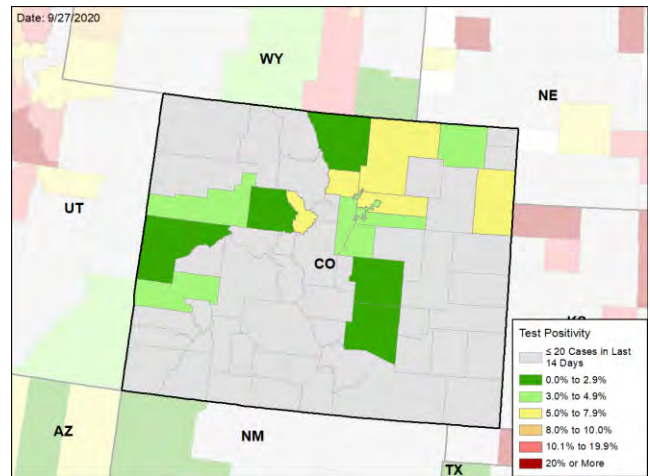 Date: 9/27/2020
WY
NE
UT
CO
KS
AZ
NM
TX
Test Positivity
≤ 20 Cases in Last
14 Days
0.0% to 2.9%
3.0% to 4.9%
5.0% to 7.9%
8.0% to 10.0%
10.1% to 19.9%
20% or More